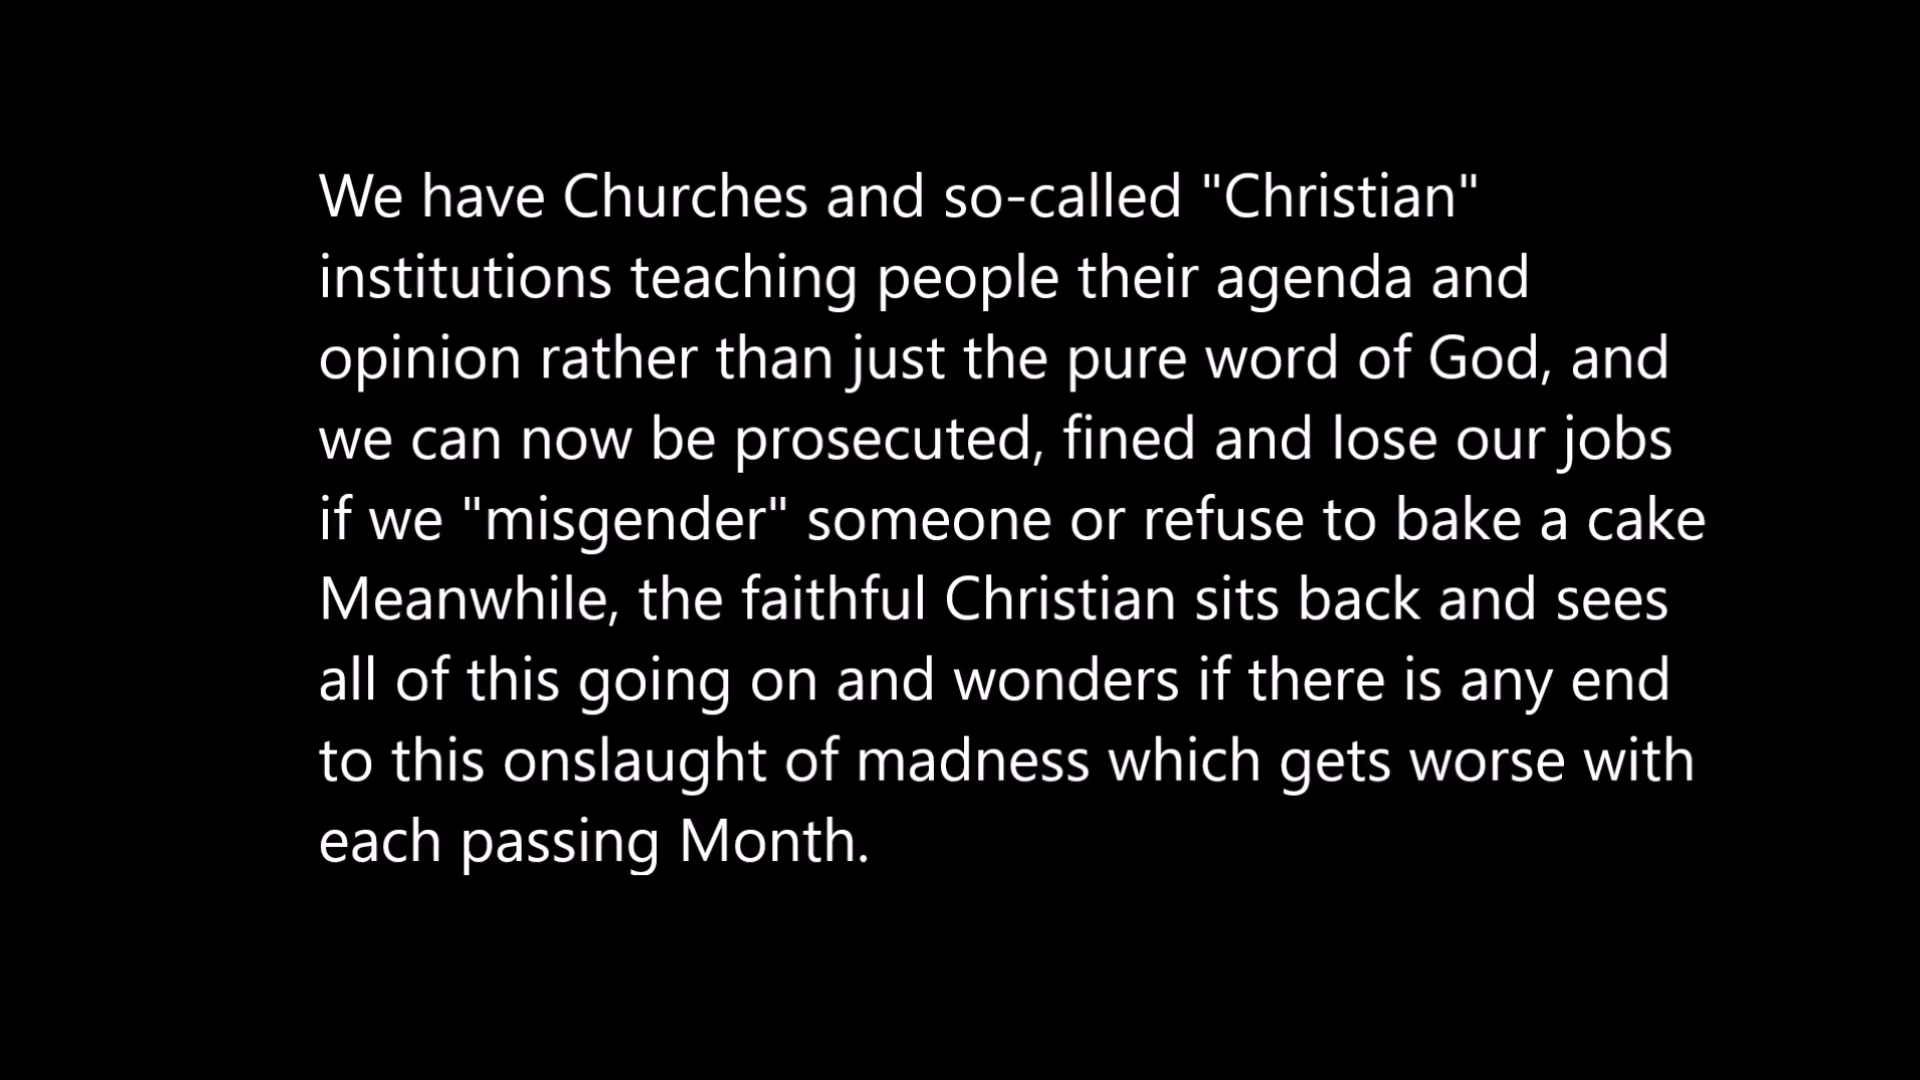 We have Churches and so-called "Christian"
institutions teaching people their agenda and
opinion rather than just the pure word of God, and
we can now be prosecuted, fined and lose our jobs
if we "misgender" someone or refuse to bake a cake
Meanwhile, the faithful Christian sits back and sees
all of this going on and wonders if there is any end
to this onslaught of madness which gets worse with
each passing Month.